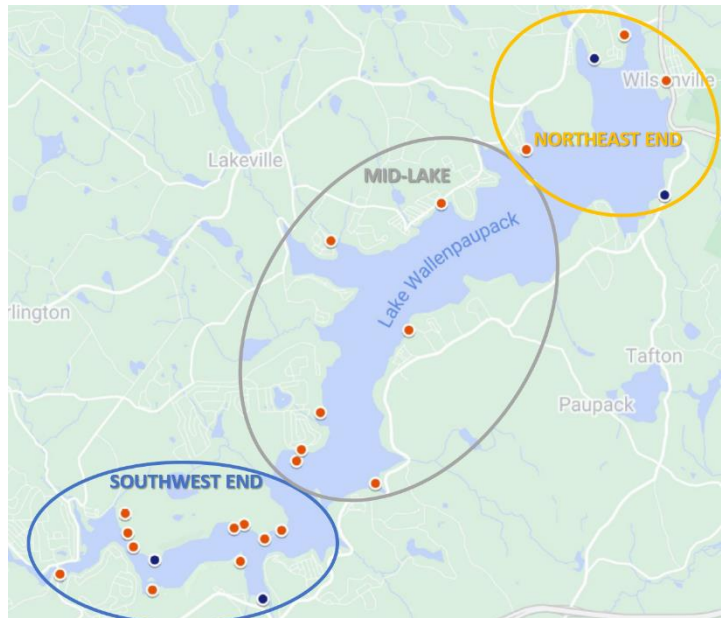 Wilsonville
NORTHEAST END
Lakeville
MID-LAKE
Lake Wallenpaupack
rlington
Tafton
Paupack
SOUTHWEST END